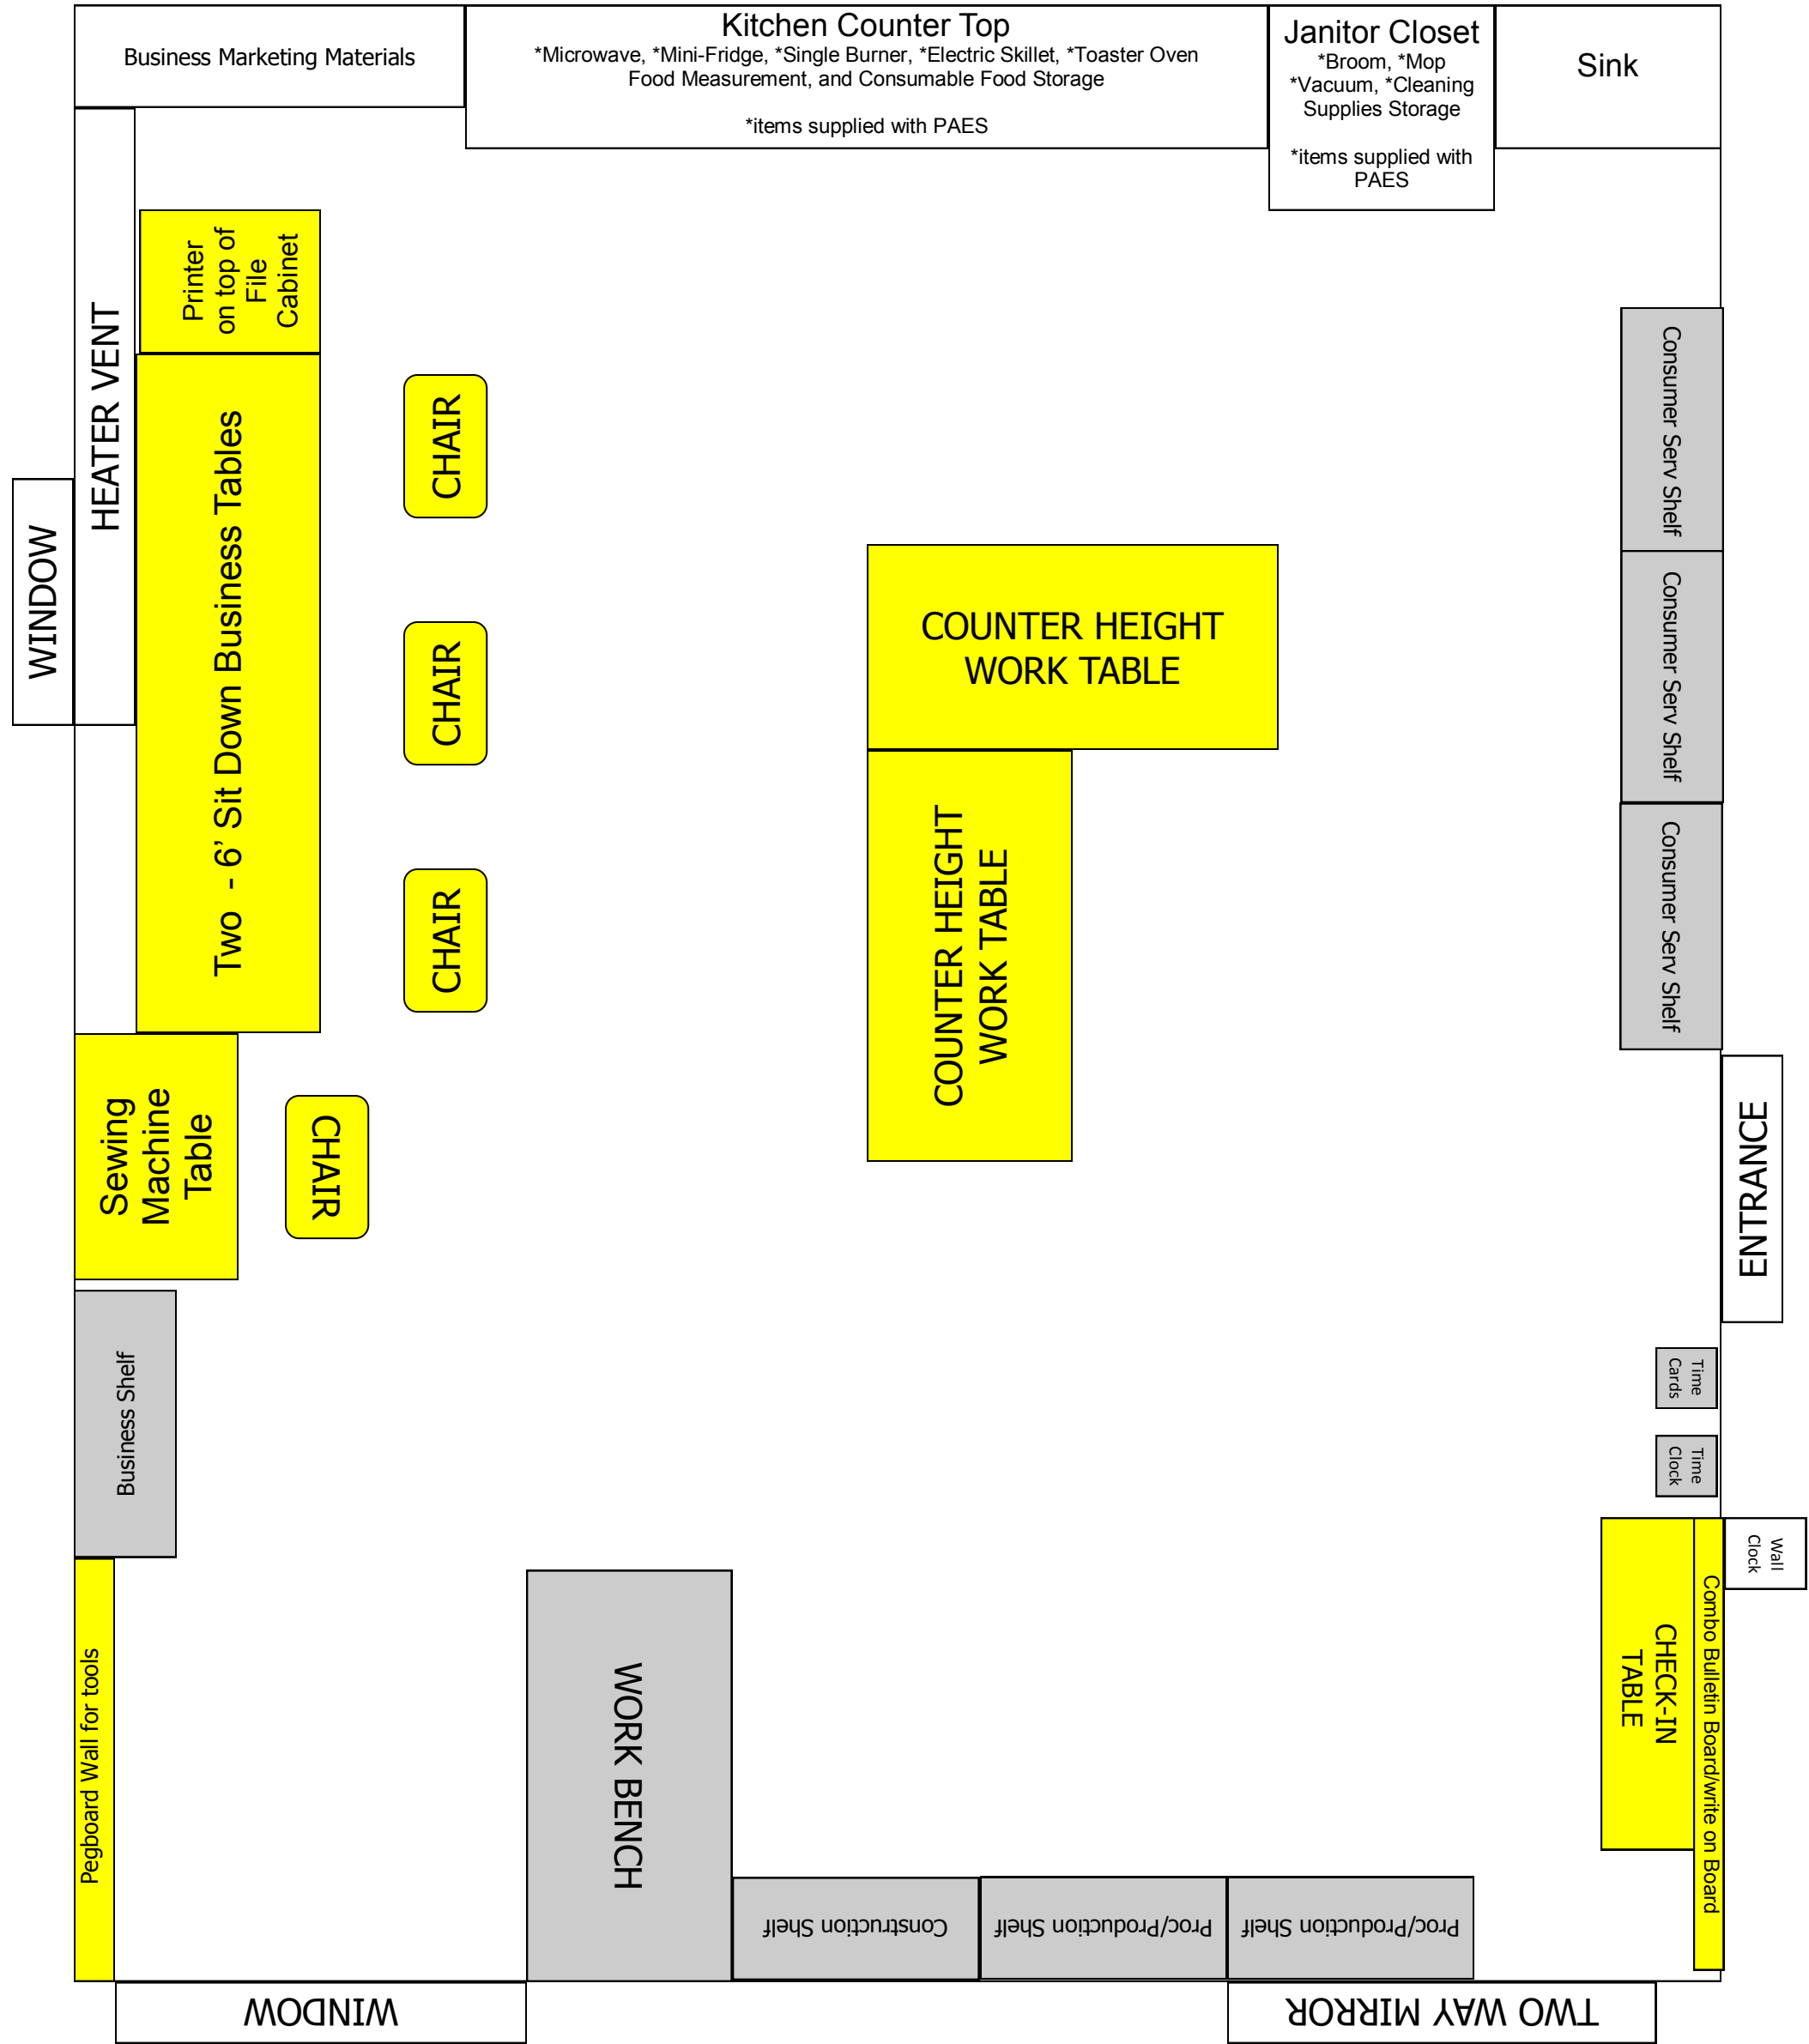 Business Marketing Materials
Kitchen Counter Top
*Microwave, *Mini-Fridge, *Single Burner, *Electric Skillet, *Toaster Oven
Food Measurement, and Consumable Food Storage
*items supplied with PAES
Janitor Closet
*Broom, *Mop
*Vacuum, *Cleaning
Supplies Storage
*items supplied with
PAES
Sink
HEATER VENT
WINDOW
Printer
on top of
File
Cabinet
Two - 6' Sit Down Business Tables
CHAIR
CHAIR
CHAIR
COUNTER HEIGHT
WORK TABLE
COUNTER HEIGHT
WORK TABLE
Consumer Serv Shelf
Consumer Serv Shelf
Consumer Serv Shelf
Sewing
Machine
Table
CHAIR
ENTRANCE
Business Shelf
Time
Cards
Time
Clock
Wall
Clock
Pegboard Wall for tools
WORK BENCH
CHECK-IN
TABLE
Combo Bulletin Board/write on Board
Construction Shelf
Proc/Production Shelf
Proc/Production Shelf
WINDOW
TWO WAY MIRROR